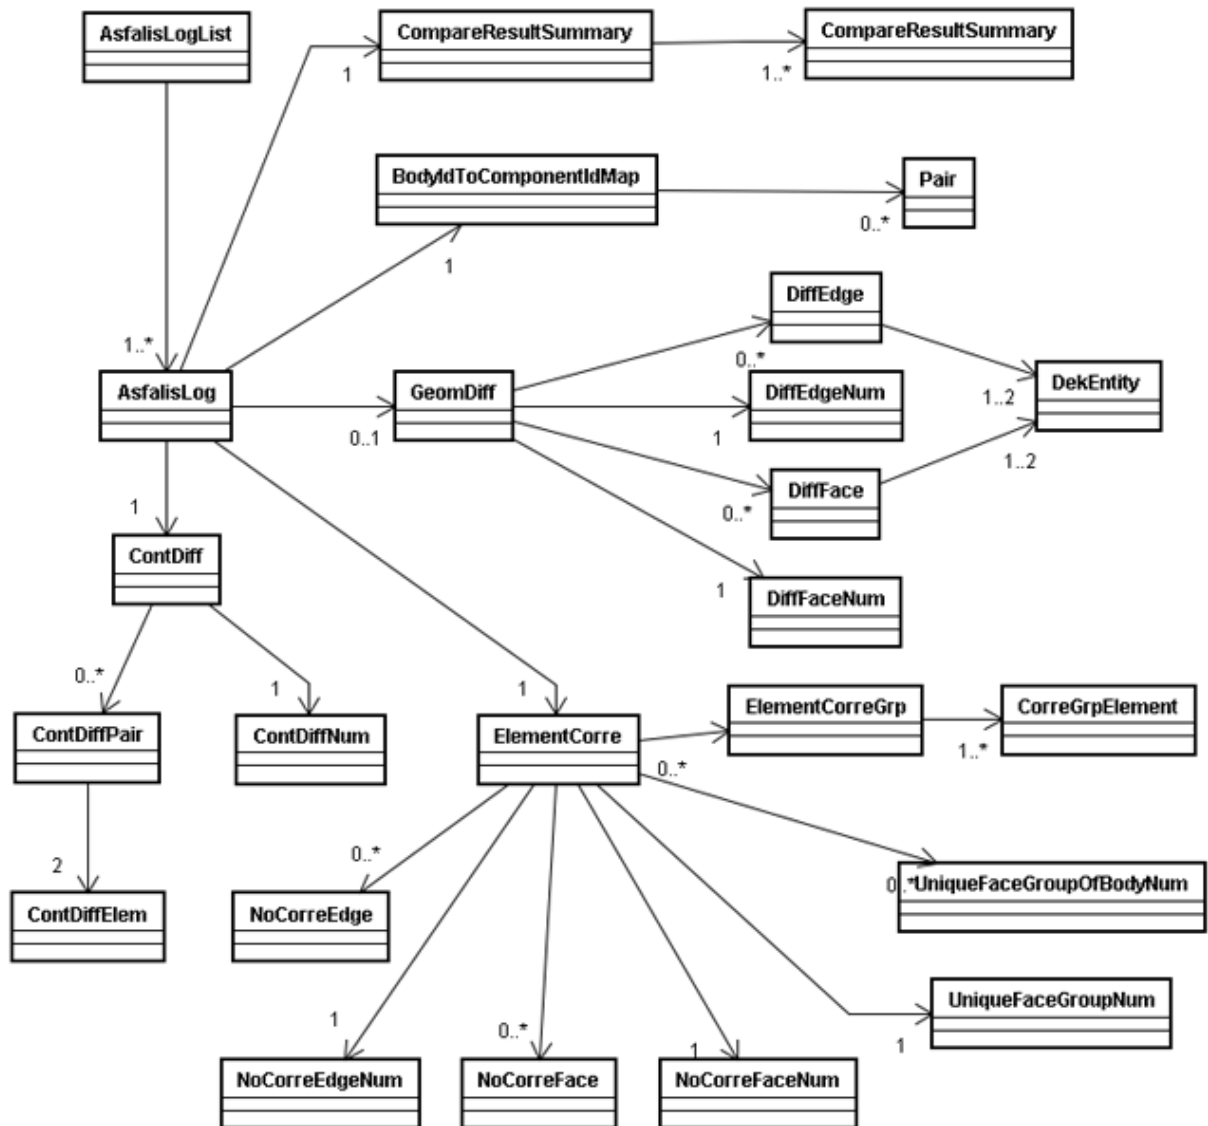 AsfalisLogList
CompareResultSummary
CompareResultSummary
1
1..*
BodyIdToComponentIdMap
Pair
0..*
1
DiffEdge
1..*
0..*
AsfalisLog
GeomDiff
DiffEdgeNum
DekEntity
1..2
0..1
1
1..2
DiffFace
1
0..*
ContDiff
1
DiffFaceNum
0..*
1
1
ElementCorreGrp
CorreGrpElement
ContDiffPair
ContDiffNum
ElementCorre
1..*
0..*
2
0..*
ContDiffElem
NoCorreEdge
0..*
UniqueFaceGroupOfBodyNum
UniqueFaceGroupNum
1
0..*
1
1
NoCorreEdgeNum
NoCorreFace
NoCorreFaceNum